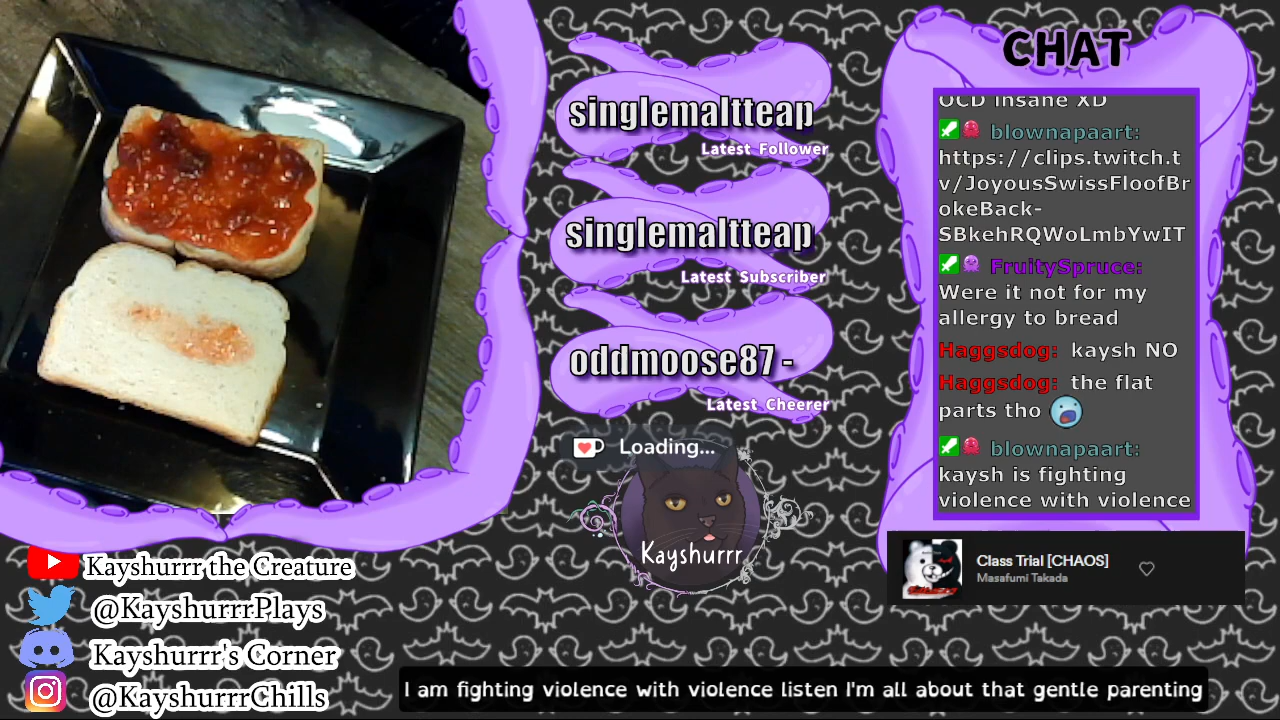 singlemaltteap
Latest Follower
singlemaltteap
Latest Subscriber
oddmoose87 -
Latest Cheerer
Loading...
Kayshurrr
CHAT
OCD insane XD
blownapaart:
https://clips.twitch.t
v/JoyousSwissFloofBr
okeBack-
SBkehRQWoLmbYwIT
FruitySpruce:
Were it not for my
allergy to bread
Haggsdog: kaysh NO
Haggsdog: the flat
parts tho
blownapaart:
kaysh is fighting
violence with violence
Class Trial [CHAOS]
Masafumi Takada
Kayshurrr the Creature
@KayshurrrPlays
Kayshurrr's Corner
@KayshurrrChills
I am fighting violence with violence listen I'm all about that gentle parenting